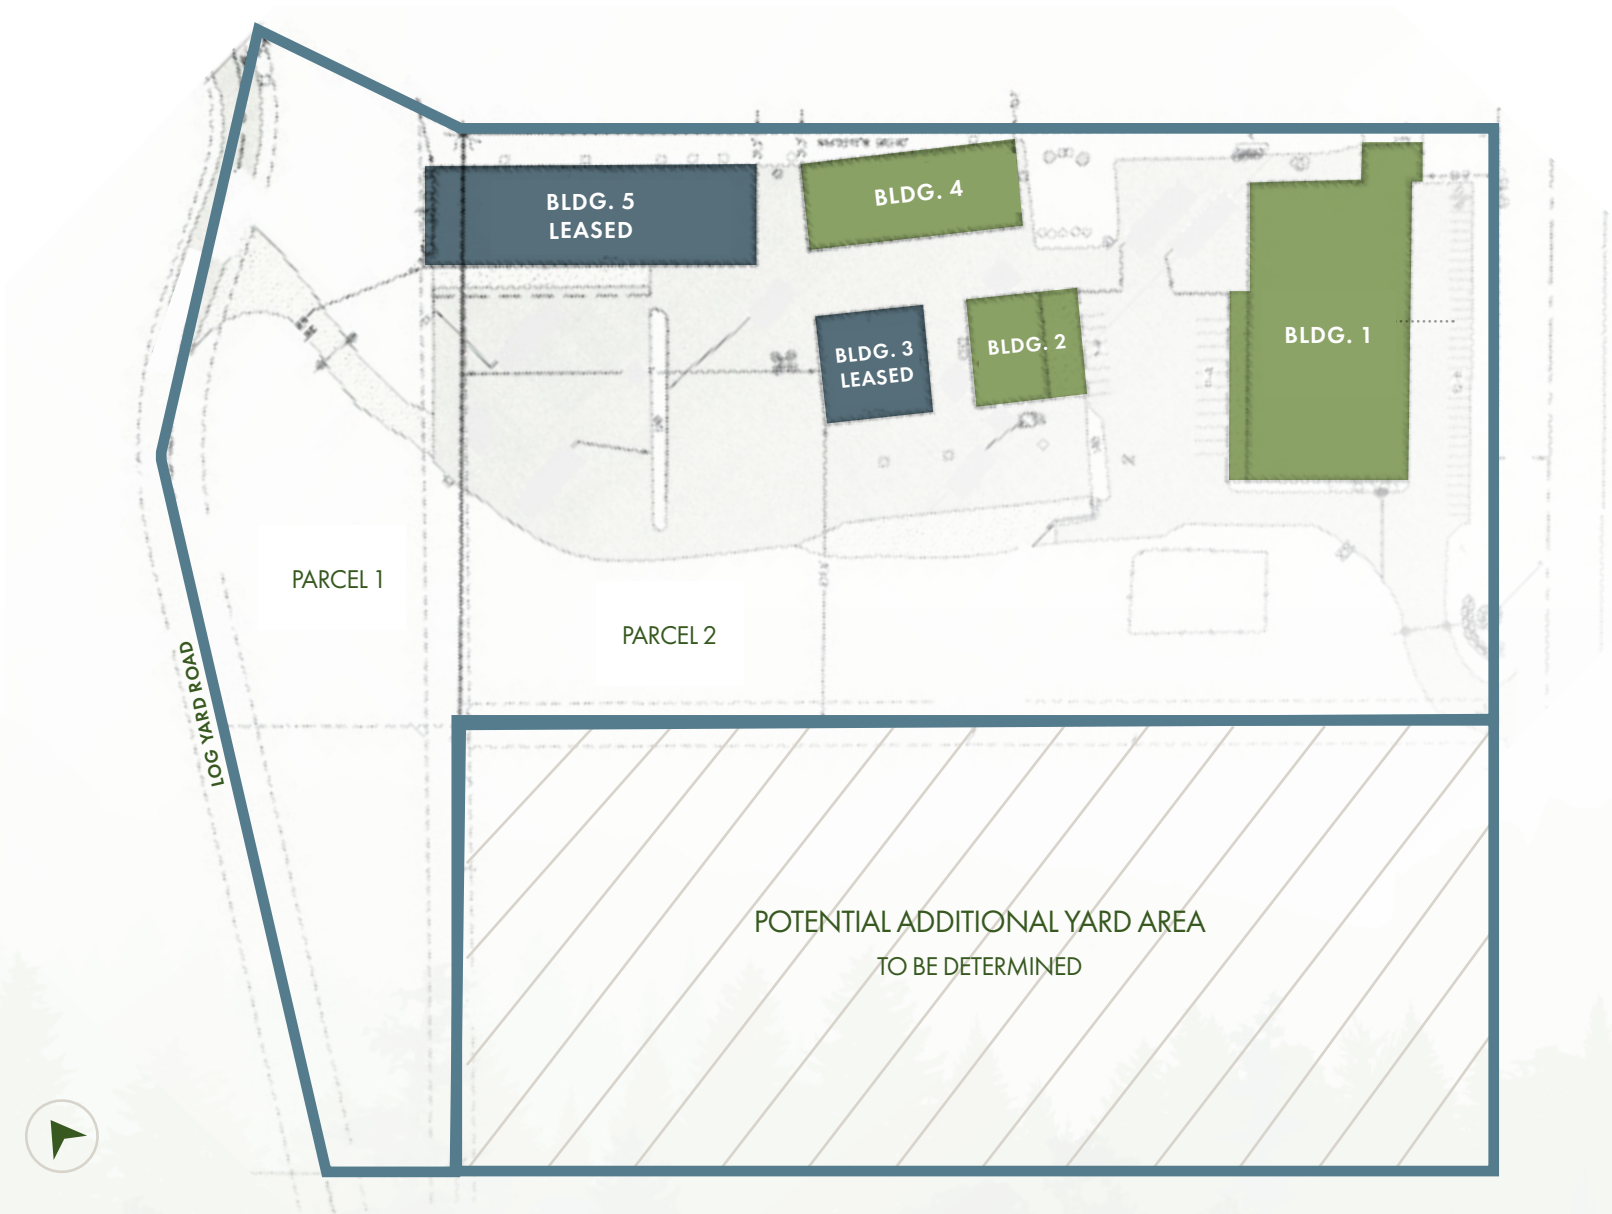 BLDG. 5
LEASED
BLDG. 4
BLDG. 3
LEASED
BLDG. 2
BLDG. 1
PARCEL 1
PARCEL 2
LOG YARD ROAD
POTENTIAL ADDITIONAL YARD AREA
TO BE DETERMINED